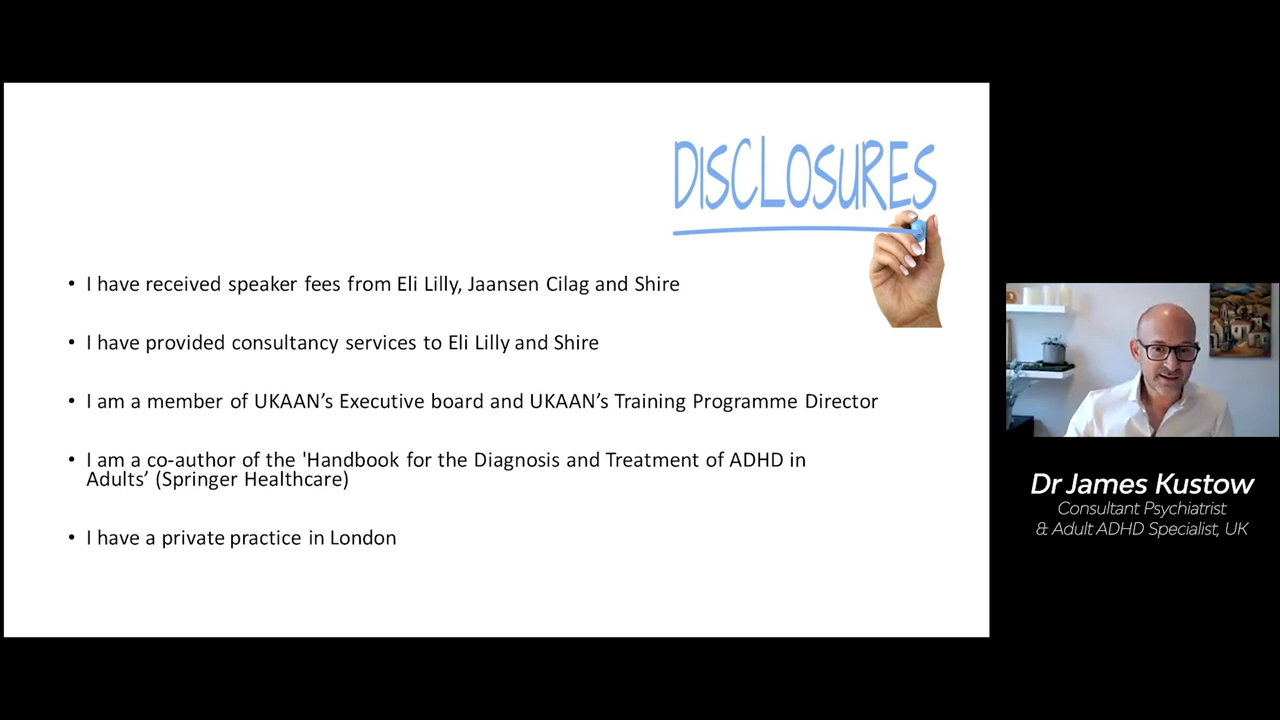 DISCLOSURES
• I have received speaker fees from Eli Lilly, Jaansen Cilag and Shire
• I have provided consultancy services to Eli Lilly and Shire
• I am a member of UKAAN’s Executive board and UKAAN’s Training Programme Director
• I am a co-author of the 'Handbook for the Diagnosis and Treatment of ADHD in
Adults’ (Springer Healthcare)
• I have a private practice in London
Dr James Kustow
Consultant Psychiatrist
& Adult ADHD Specialist, UK